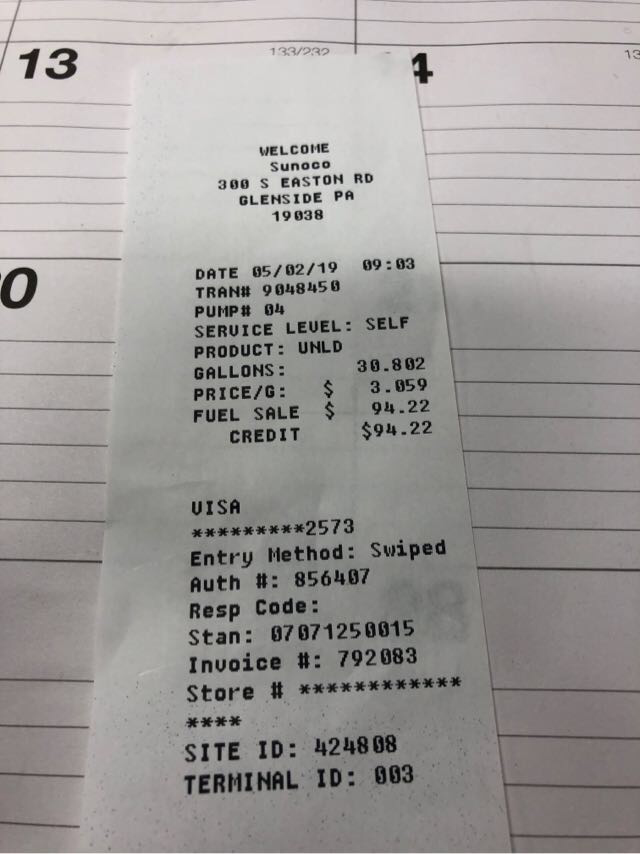 13
133/232
4
13
0
WELCOME
Sunoco
300 S EASTON RD
GLENSIDE PA
19038
DATE 05/02/19 09:03
TRAN# 9048450
PUMP# 04
SERVICE LEVEL: SELF
PRODUCT: UNLD
GALLONS: 30.802
PRICE/G: $ 3.059
FUEL SALE $ 94.22
CREDIT $94.22
VISA
*********2573
Entry Method: Swiped
Auth #: 856407
Resp Code:
Stan: 07071250015
Invoice #: 792083
Store # ************
****
SITE ID: 424808
TERMINAL ID: 003